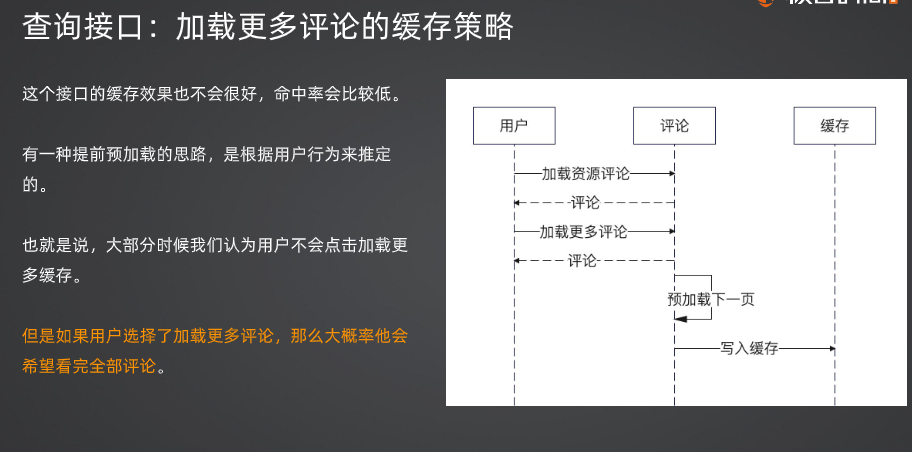 查询接口：加载更多评论的缓存策略
这个接口的缓存效果也不会很好，命中率会比较低。
有一种提前预加载的思路，是根据用户行为来推定
的。
也就是说，大部分时候我们认为用户不会点击加载更
多缓存。
但是如果用户选择了加载更多评论，那么大概率他会
希望看完全部评论。
用户
评论
缓存
加载资源评论
评论
加载更多评论
评论
预加载下一页
写入缓存